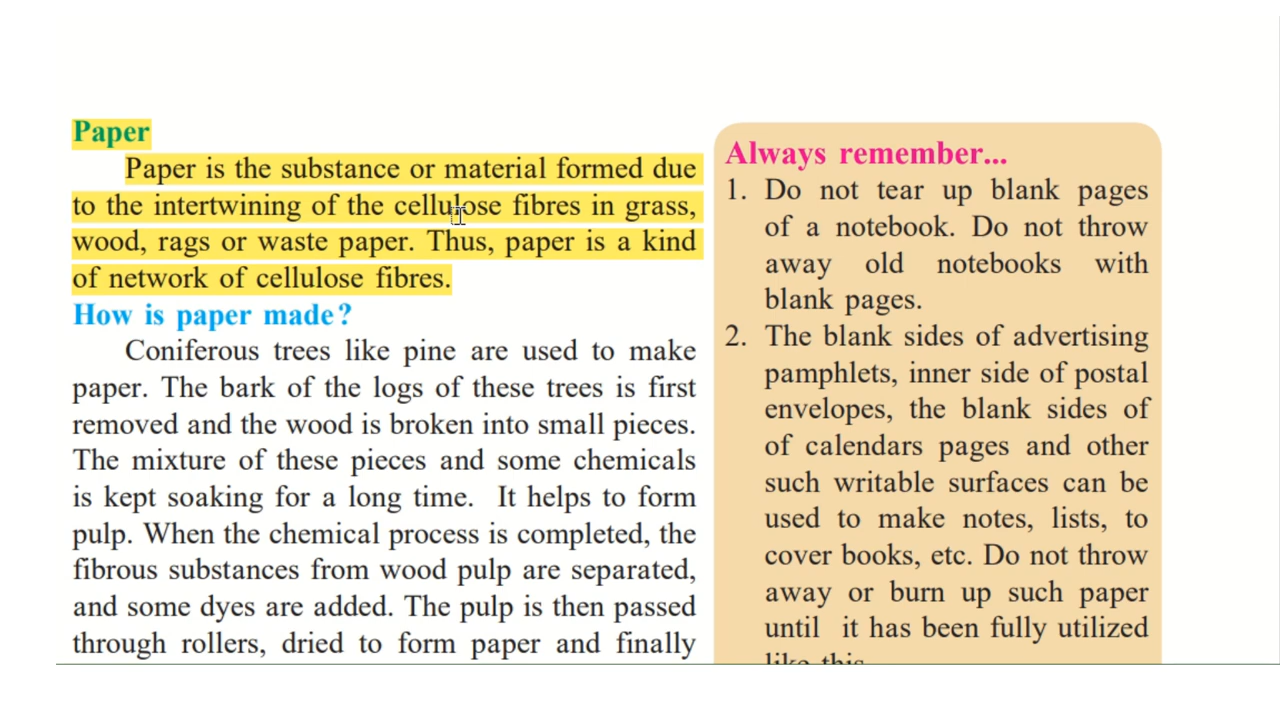 Paper
Paper is the substance or material formed due
to the intertwining of the cellulose fibres in grass,
wood, rags or waste paper. Thus, paper is a kind
of network of cellulose fibres.
How is paper made?
Coniferous trees like pine are used to make
paper. The bark of the logs of these trees is first
removed and the wood is broken into small pieces.
The mixture of these pieces and some chemicals
is kept soaking for a long time. It helps to form
pulp. When the chemical process is completed, the
fibrous substances from wood pulp are separated,
and some dyes are added. The pulp is then passed
through rollers, dried to form paper and finally
Always remember...
1. Do not tear up blank pages
of a notebook. Do not throw
away old notebooks with
blank pages.
2. The blank sides of advertising
pamphlets, inner side of postal
envelopes, the blank sides of
of calendars pages and other
such writable surfaces can be
used to make notes, lists, to
cover books, etc. Do not throw
away or burn up such paper
until it has been fully utilized
like this